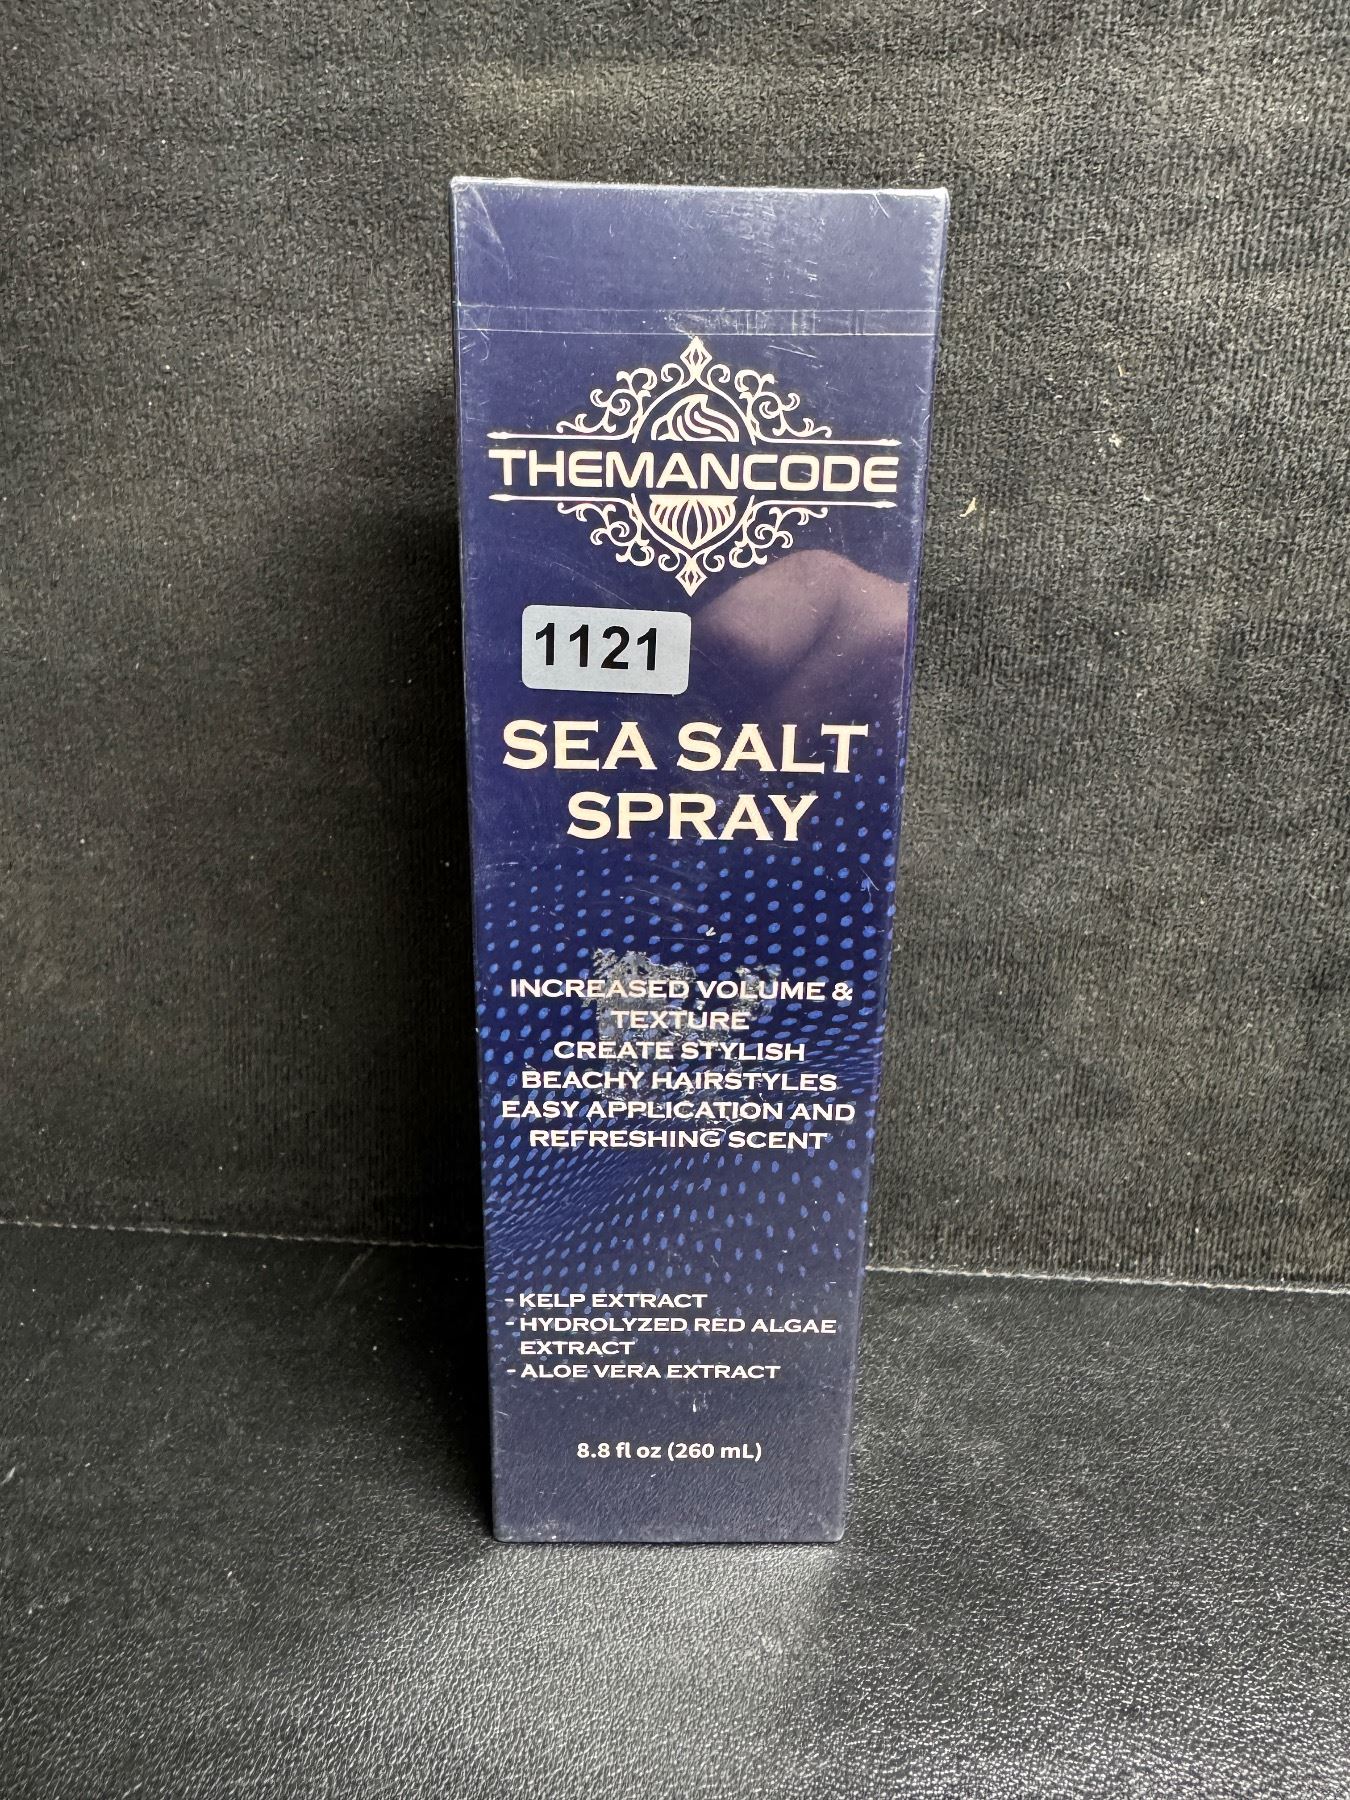 THEMANCODE
1121
SEA SALT
SPRAY
INCREASED VOLUME &
TEXTURE
CREATE STYLISH
BEACHY HAIRSTYLES
EASY APPLICATION AND
REFRESHING SCENT
- KELP EXTRACT
- HYDROLYZED RED ALGAE
EXTRACT
- ALOE VERA EXTRACT
8.8 fl oz (260 mL)